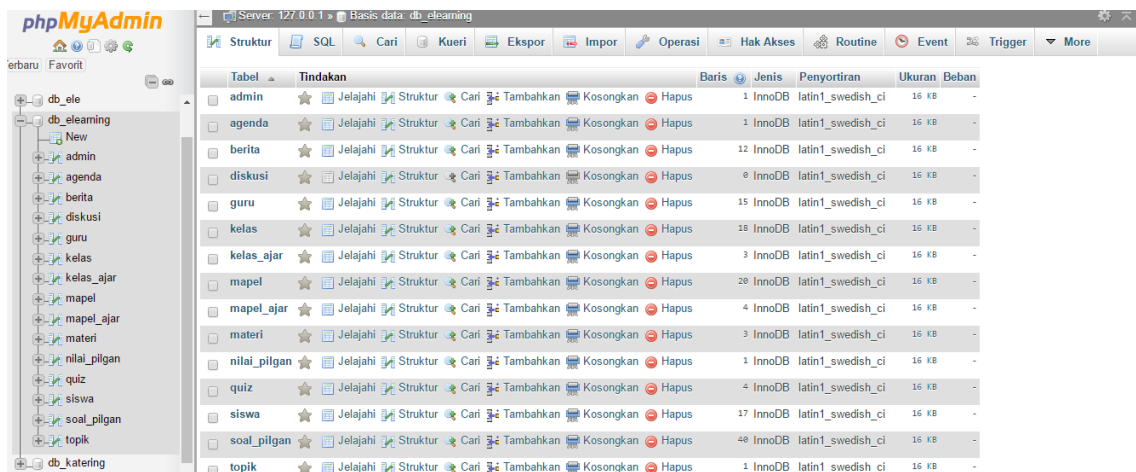 phpMyAdmin
Server: 127.0.0.1 » Basis data: db_elearning
Struktur SQL Cari Kueri Ekspor Impor Operasi Hak Akses Routine Event Trigger More
erbaru Favorit
db_ele
db_elearning
New
admin
agenda
berita
diskusi
guru
kelas
kelas_ajar
mapel
mapel_ajar
materi
nilai_pilgan
quiz
siswa
soal_pilgan
topik
db_katering
Tabel Tindakan Baris Jenis Penyortiran Ukuran Beban
admin Jelajahi Struktur Cari Tambahkan Kosongkan Hapus 1 InnoDB latin1_swedish_ci 16 KB -
agenda Jelajahi Struktur Cari Tambahkan Kosongkan Hapus 1 InnoDB latin1_swedish_ci 16 KB -
berita Jelajahi Struktur Cari Tambahkan Kosongkan Hapus 12 InnoDB latin1_swedish_ci 16 KB -
diskusi Jelajahi Struktur Cari Tambahkan Kosongkan Hapus 0 InnoDB latin1_swedish_ci 16 KB -
guru Jelajahi Struktur Cari Tambahkan Kosongkan Hapus 15 InnoDB latin1_swedish_ci 16 KB -
kelas Jelajahi Struktur Cari Tambahkan Kosongkan Hapus 18 InnoDB latin1_swedish_ci 16 KB -
kelas_ajar Jelajahi Struktur Cari Tambahkan Kosongkan Hapus 3 InnoDB latin1_swedish_ci 16 KB -
mapel Jelajahi Struktur Cari Tambahkan Kosongkan Hapus 20 InnoDB latin1_swedish_ci 16 KB -
mapel_ajar Jelajahi Struktur Cari Tambahkan Kosongkan Hapus 4 InnoDB latin1_swedish_ci 16 KB -
materi Jelajahi Struktur Cari Tambahkan Kosongkan Hapus 3 InnoDB latin1_swedish_ci 16 KB -
nilai_pilgan Jelajahi Struktur Cari Tambahkan Kosongkan Hapus 1 InnoDB latin1_swedish_ci 16 KB -
quiz Jelajahi Struktur Cari Tambahkan Kosongkan Hapus 4 InnoDB latin1_swedish_ci 16 KB -
siswa Jelajahi Struktur Cari Tambahkan Kosongkan Hapus 17 InnoDB latin1_swedish_ci 16 KB -
soal_pilgan Jelajahi Struktur Cari Tambahkan Kosongkan Hapus 40 InnoDB latin1_swedish_ci 16 KB -
topik Jelajahi Struktur Cari Tambahkan Kosongkan Hapus 1 InnoDB latin1_swedish_ci 16 KB -